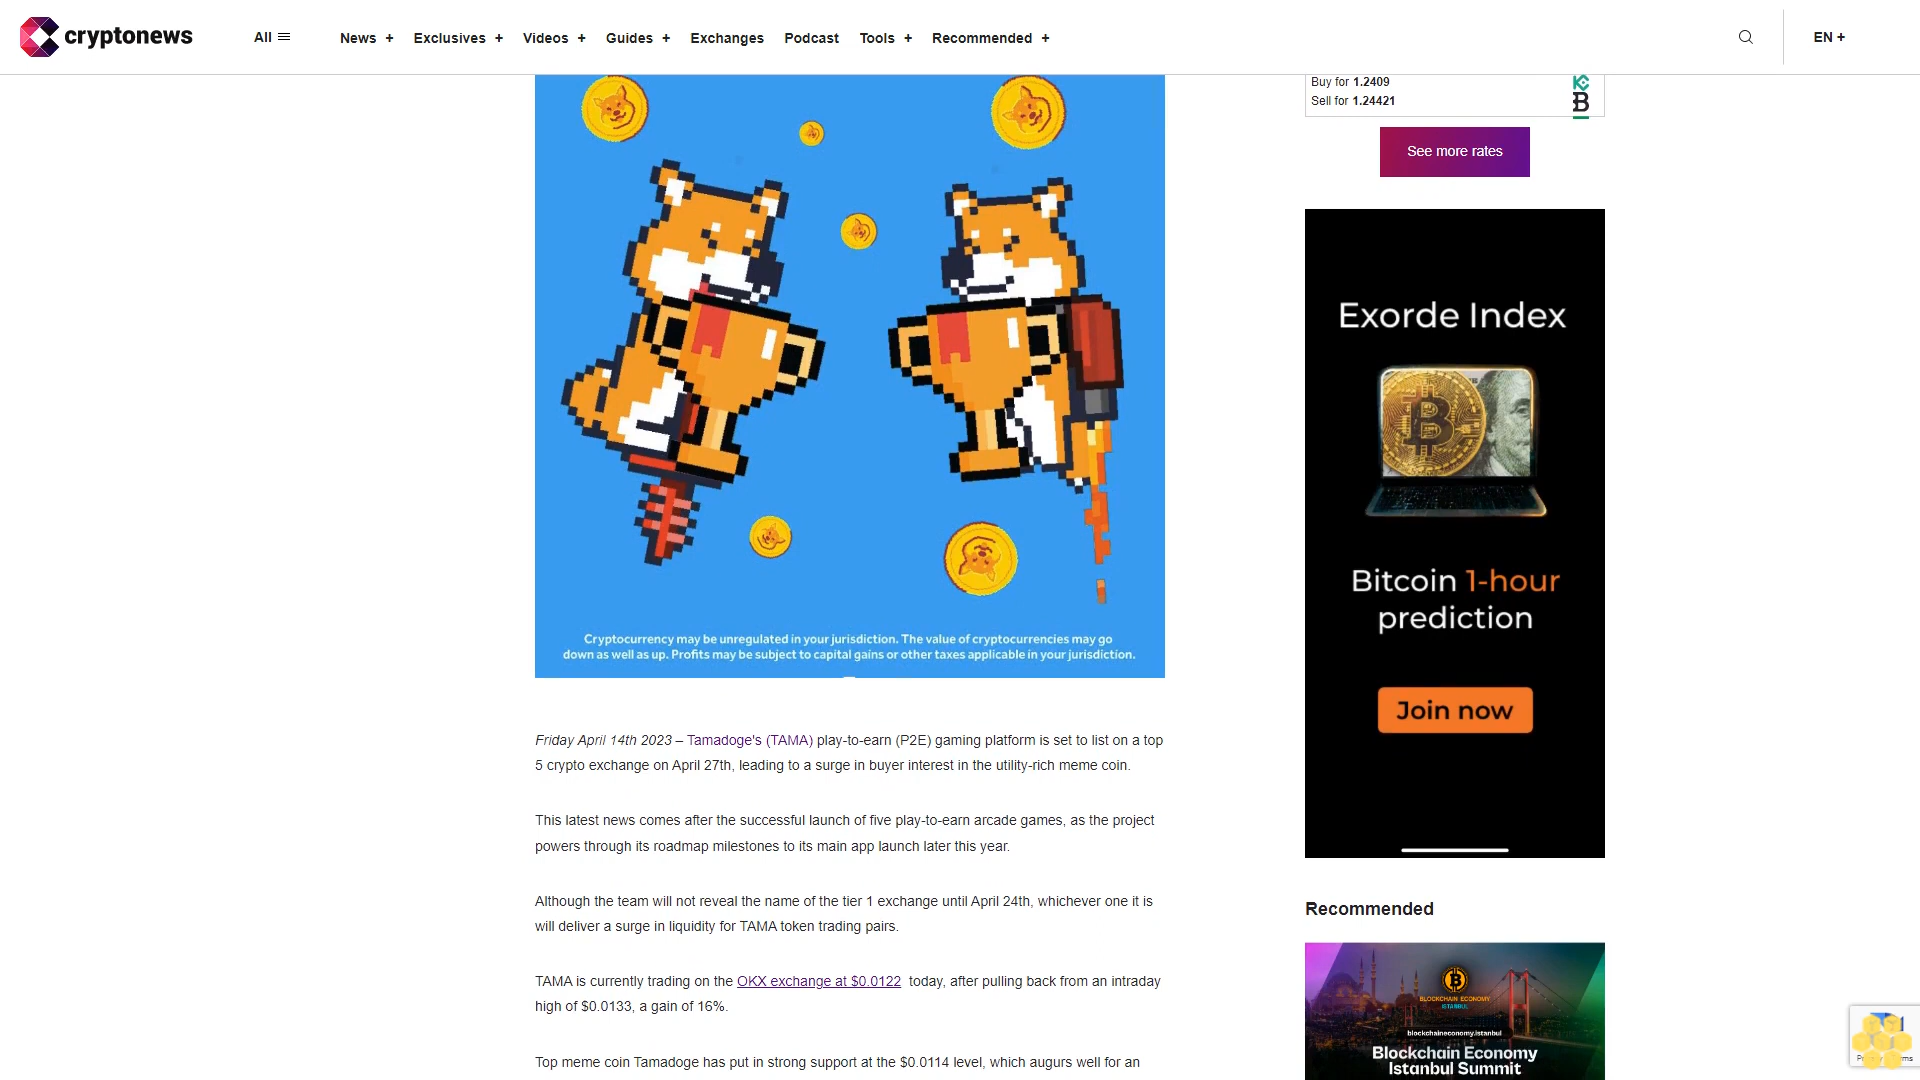 cryptonews
All
News +
Exclusives +
Videos +
Guides +
Exchanges
Podcast
Tools +
Recommended +
EN +
Buy for 1.2409
Sell for 1.24421
See more rates
Exorde Index
Bitcoin 1-hour
prediction
Join now
Cryptocurrency may be unregulated in your jurisdiction. The value of cryptocurrencies may go
down as well as up. Profits may be subject to capital gains or other taxes applicable in your jurisdiction.
Friday April 14th 2023 – Tamadoge's (TAMA) play-to-earn (P2E) gaming platform is set to list on a top
5 crypto exchange on April 27th, leading to a surge in buyer interest in the utility-rich meme coin.
This latest news comes after the successful launch of five play-to-earn arcade games, as the project
powers through its roadmap milestones to its main app launch later this year.
Although the team will not reveal the name of the tier 1 exchange until April 24th, whichever one it is
will deliver a surge in liquidity for TAMA token trading pairs.
TAMA is currently trading on the OKX exchange at $0.0122 today, after pulling back from an intraday
high of $0.0133, a gain of 16%.
Top meme coin Tamadoge has put in strong support at the $0.0114 level, which augurs well for an
Recommended
BLOCKCHAIN ECONOMY
ISTANBUL
blockchaineconomy.istanbul
Blockchain Economy
Istanbul Summit